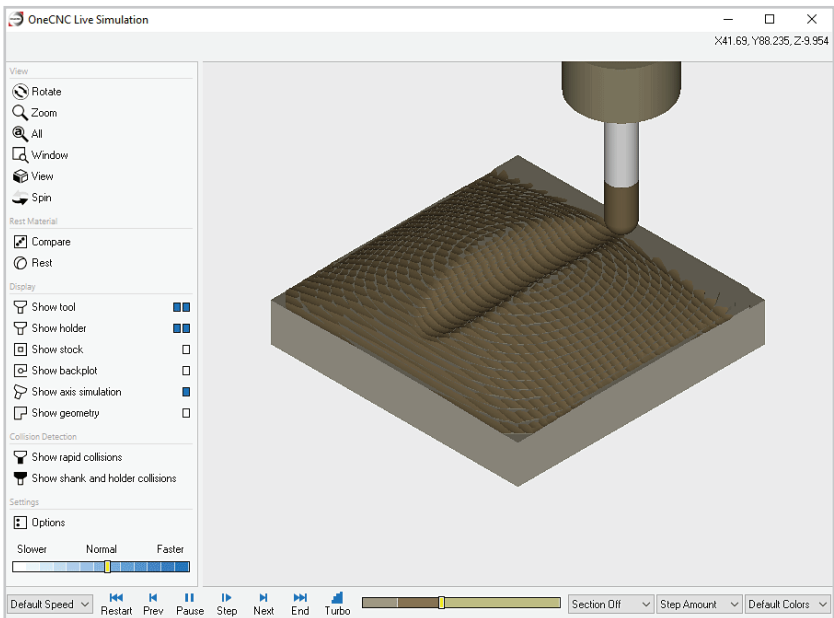 OneCNC Live Simulation
X41.69, Y88.235, Z-9.954
View
Rotate
Zoom
All
Window
View
Spin
Rest Material
Compare
Rest
Display
Show tool
Show holder
Show stock
Show backplot
Show axis simulation
Show geometry
Collision Detection
Show rapid collisions
Show shank and holder collisions
Settings
Options
Slower Normal Faster
Default Speed Restart Prev Pause Step Next End Turbo Section Off Step Amount Default Colors